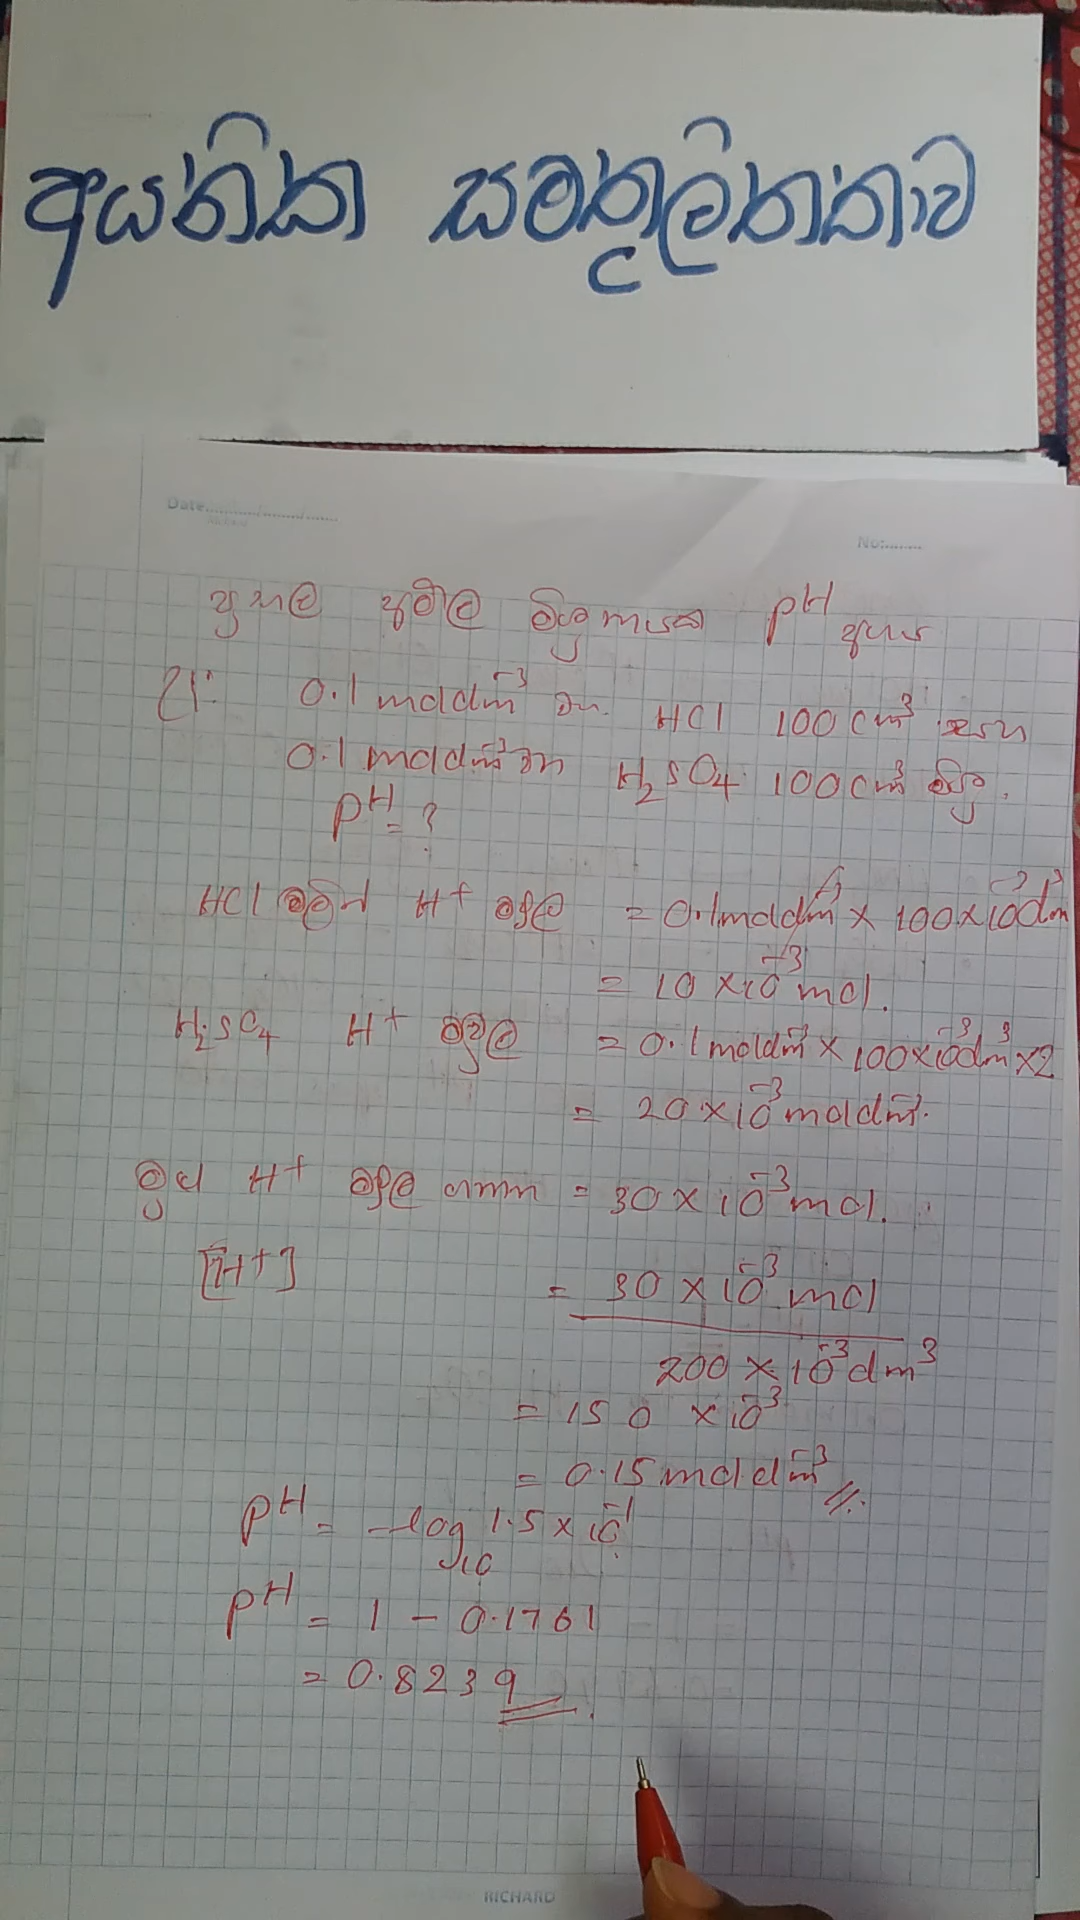 අයනික සමතුලිතතාව
Date
No:
ප්‍රබල අම්ල මිශ්‍රණයක pH අගය
උා: 0.1 moldm⁻³ වන HCl 100 cm³ සහ
0.1 moldm⁻³ වන H₂SO₄ 100 cm³ මිශ්‍ර.
pH = ?
HCl මගින් H⁺ මවුල = 0.1 moldm⁻³ × 100 × 10⁻³ dm³
= 10 × 10⁻³ mol.
H₂SO₄ H⁺ මවුල = 0.1 moldm⁻³ × 100 × 10⁻³ dm³ × 2
= 20 × 10⁻³ moldm⁻³.
මුළු H⁺ මවුල ගණන = 30 × 10⁻³ mol.
[H⁺] = 30 × 10⁻³ mol
200 × 10⁻³ dm³
= 150 × 10⁻³
= 0.15 moldm⁻³ //.
pH = -log₁₀ 1.5 × 10⁻¹
pH = 1 - 0.1761
= 0.8239
RICHARD